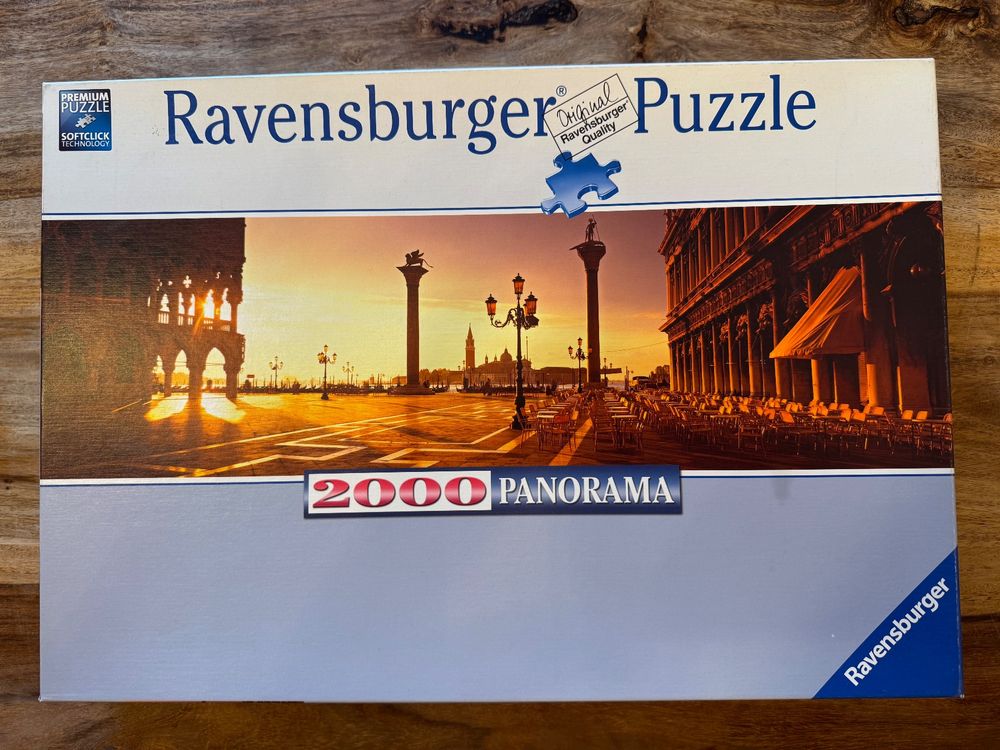 PREMIUM
PUZZLE
SOFTCLICK
TECHNOLOGY
Ravensburger® Puzzle
Original
Ravensburger®
Quality
2000 PANORAMA
Ravensburger